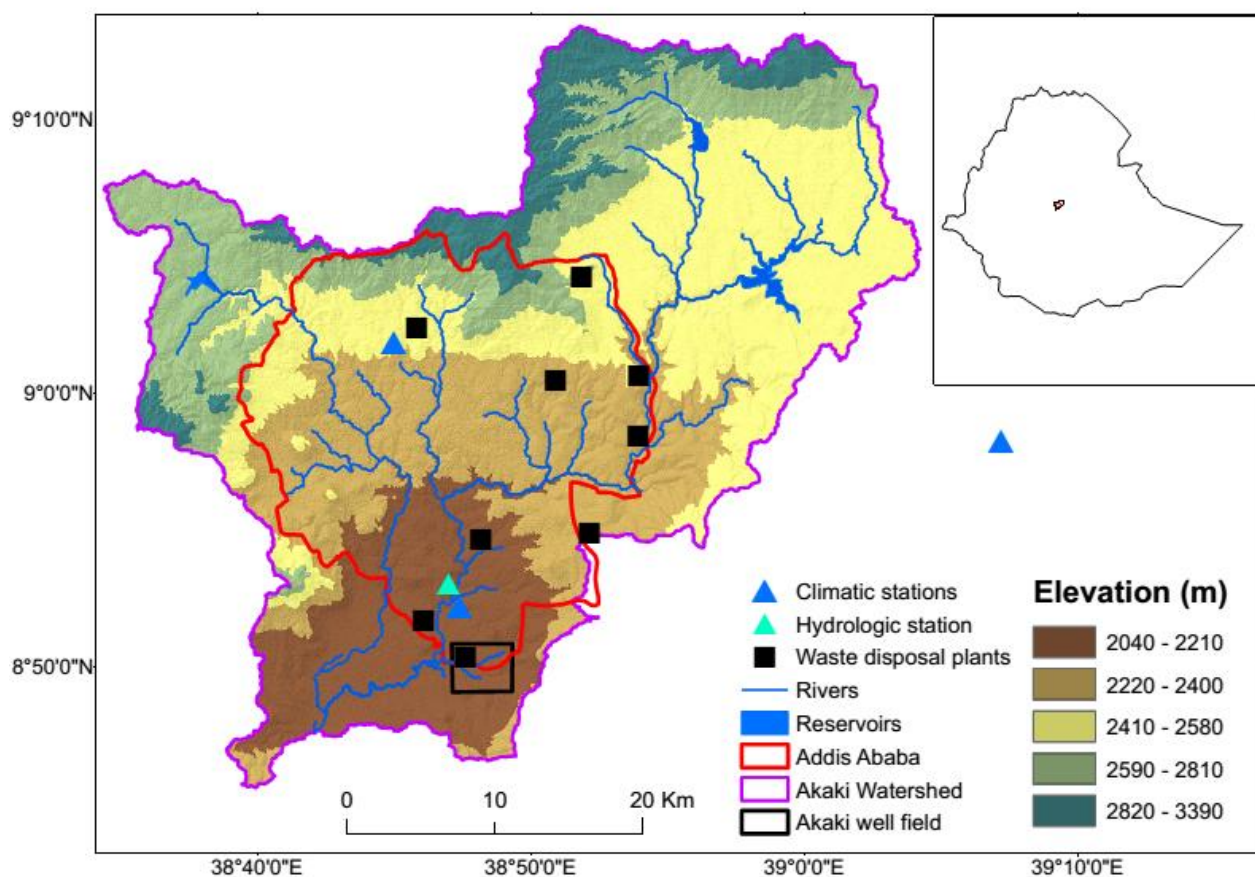 9°10'0"N
9°0'0"N
8°50'0"N
Climatic stations
Hydrologic station
Waste disposal plants
Rivers
Reservoirs
Addis Ababa
Akaki Watershed
Akaki well field
Elevation (m)
2040 - 2210
2220 - 2400
2410 - 2580
2590 - 2810
2820 - 3390
0 10 20 Km
38°40'0"E 38°50'0"E 39°0'0"E 39°10'0"E